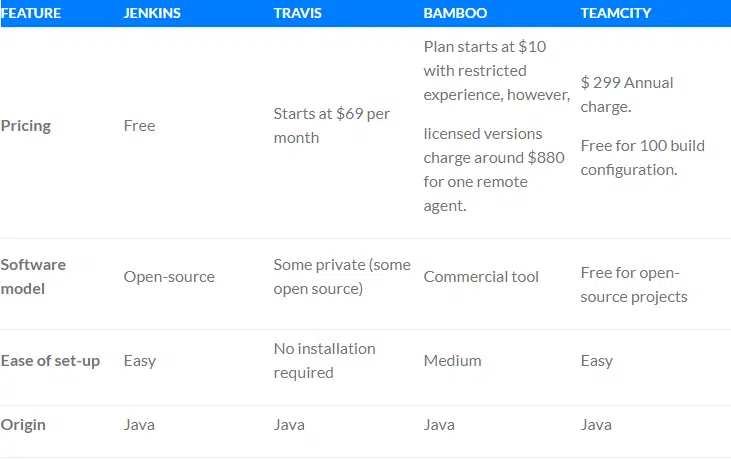 FEATURE JENKINS TRAVIS BAMBOO TEAMCITY
Pricing
Free
Starts at $69 per
month
Plan starts at $10
with restricted
experience, however,
licensed versions
charge around $880
for one remote
agent.
$ 299 Annual
charge.
Free for 100 build
configuration.
Software
model
Open-source
Some private (some
open source)
Commercial tool
Free for open-
source projects
Ease of set-up
Easy
No installation
required
Medium
Easy
Origin
Java
Java
Java
Java